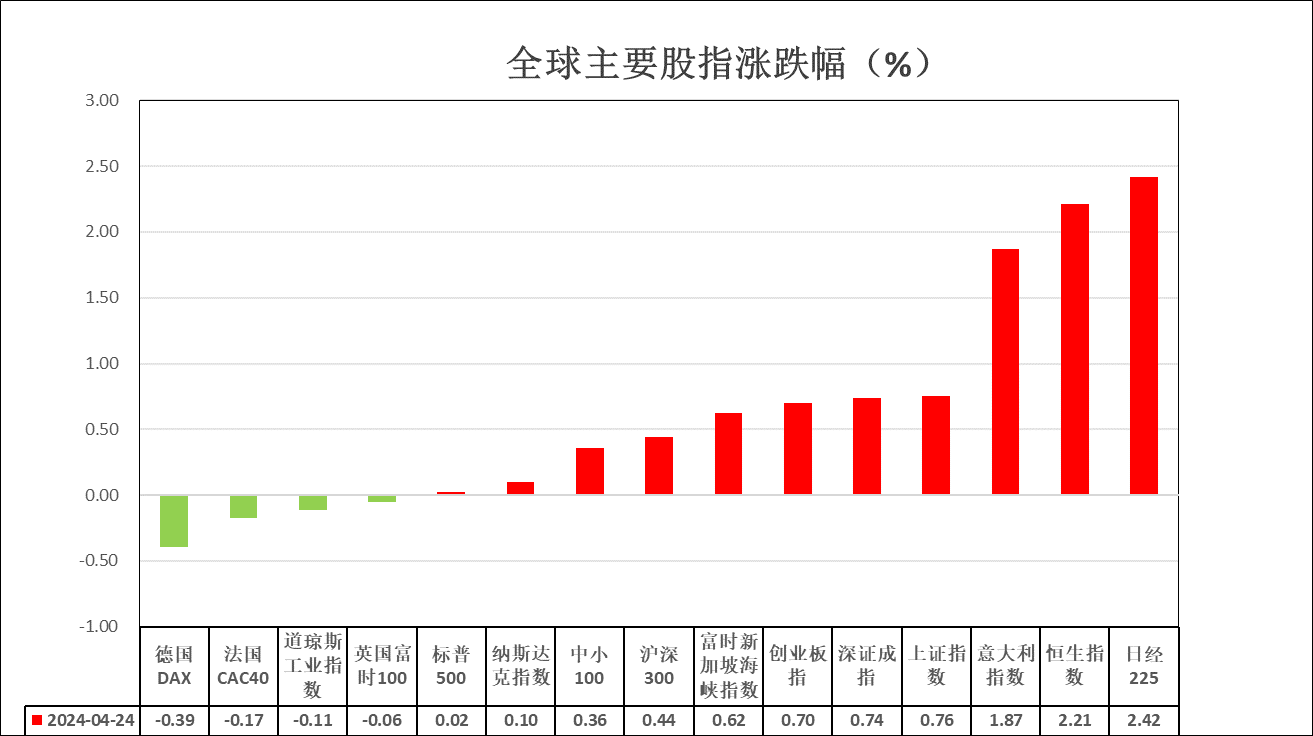 全球主要股指涨跌幅（%）
3.00
2.50
2.00
1.50
1.00
0.50
0.00
-0.50
-1.00
德国
DAX
法国
CAC40
道琼斯
工业指
数
英国富
时100
标普
500
纳斯达
克指数
中小
100
沪深
300
富时新
加坡海
峡指数
创业板
指
深证成
指
上证指
数
意大利
指数
恒生指
数
日经
225
2024-04-24 -0.39 -0.17 -0.11 -0.06 0.02 0.10 0.36 0.44 0.62 0.70 0.74 0.76 1.87 2.21 2.42